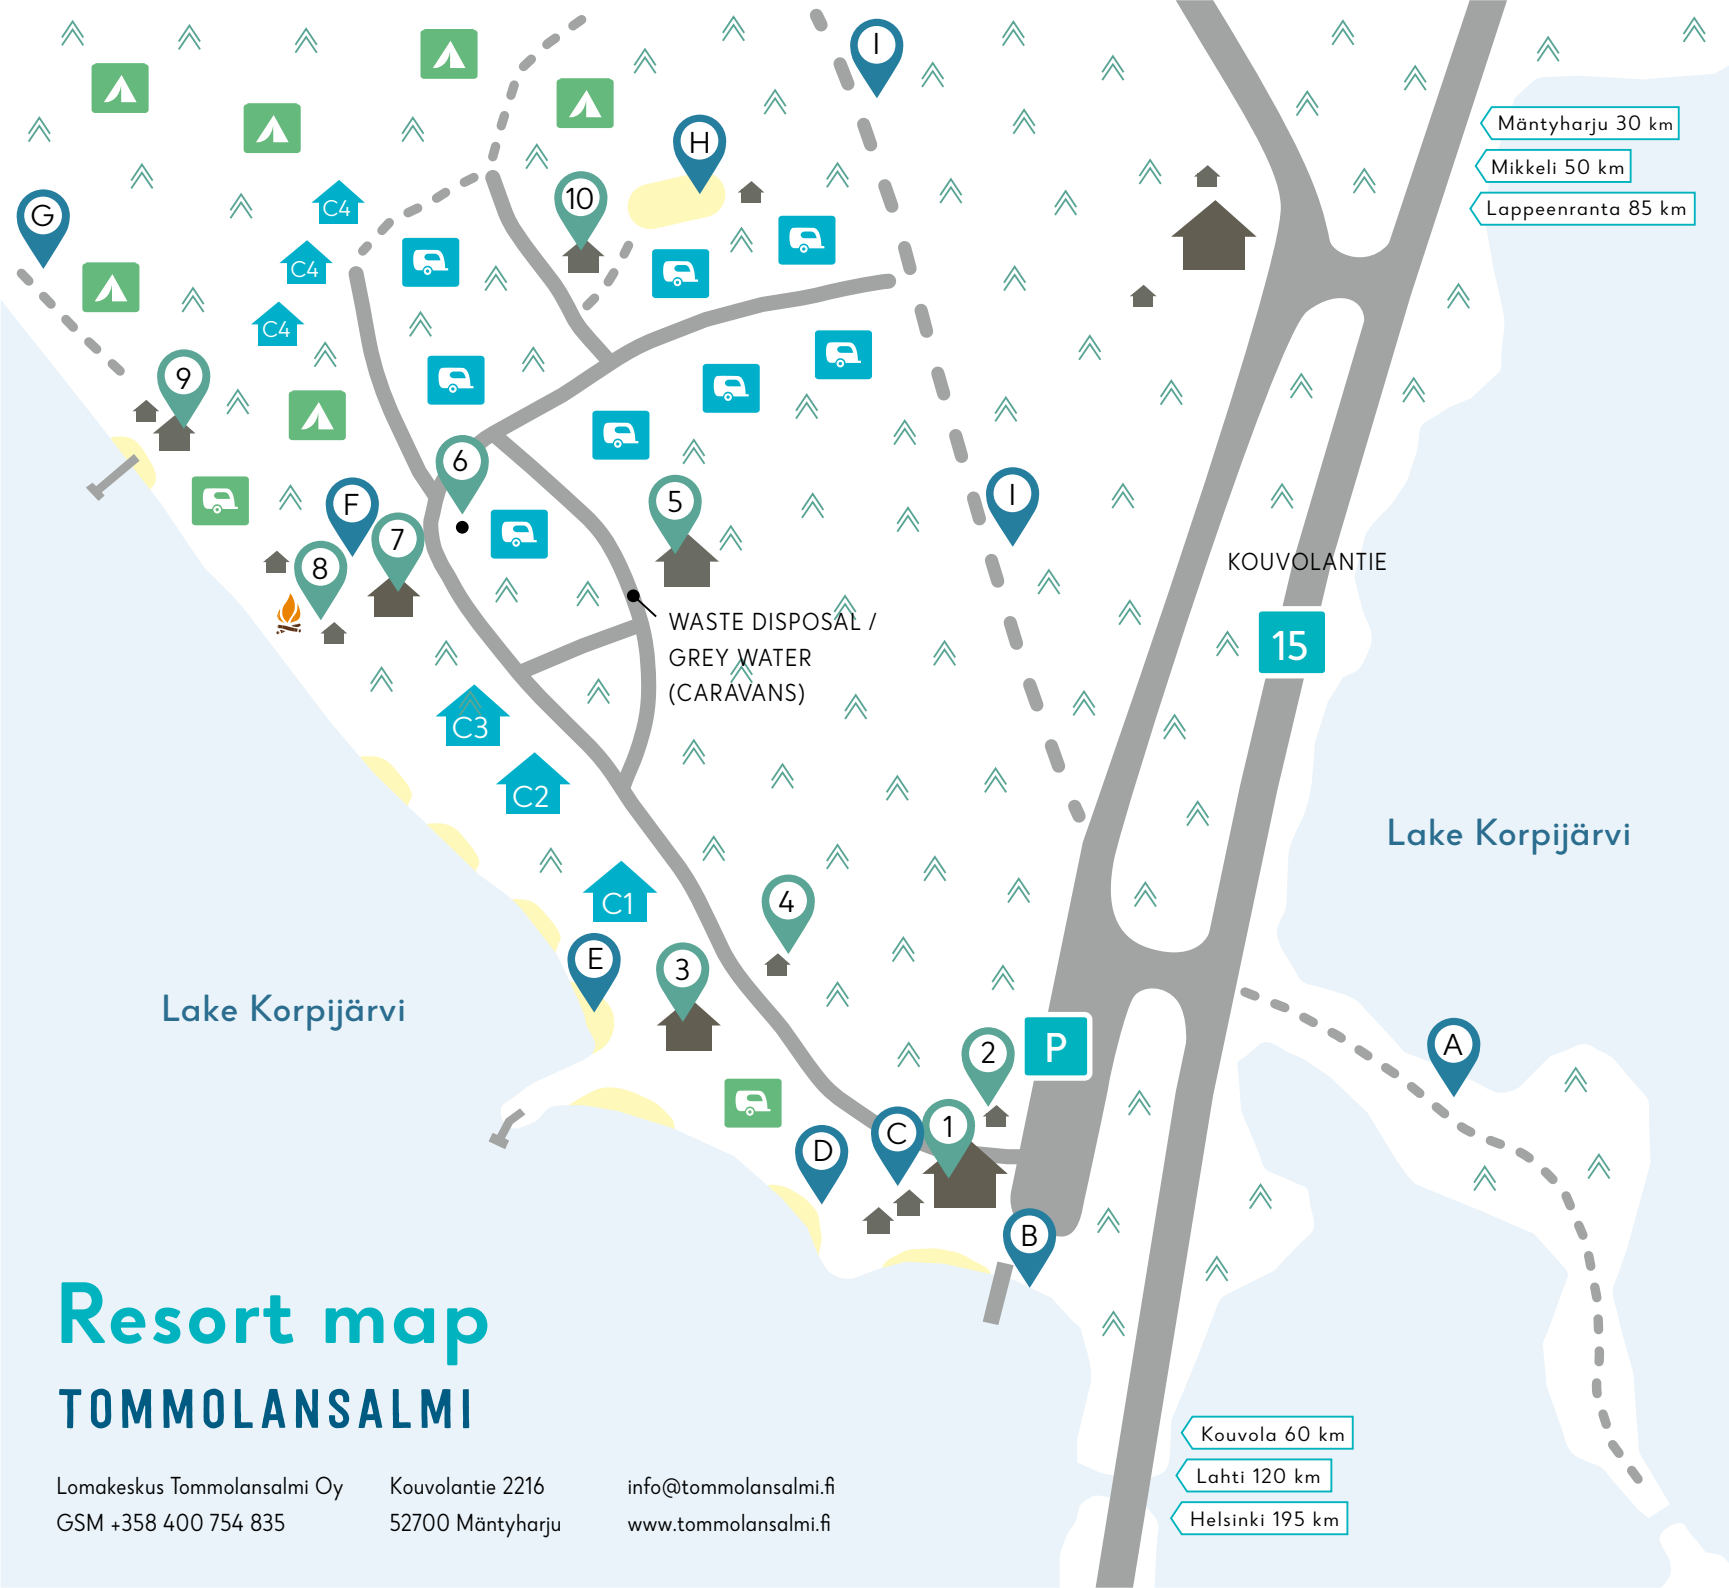 I
H
10
G
C4
C4
C4
9
6
F
7
8
5
I
Mäntyharju 30 km
Mikkeli 50 km
Lappeenranta 85 km
KOUVOLANTIE
15
WASTE DISPOSAL /
GREY WATER
(CARAVANS)
C3
C2
C1
4
E
3
Lake Korpijärvi
Lake Korpijärvi
2
P
A
1
C
D
B
Resort map
TOMMOLANSALMI
Lomakeskus Tommolansalmi Oy
GSM +358 400 754 835
Kouvolantie 2216
52700 Mäntyharju
info@tommolansalmi.fi
www.tommolansalmi.fi
Kouvola 60 km
Lahti 120 km
Helsinki 195 km